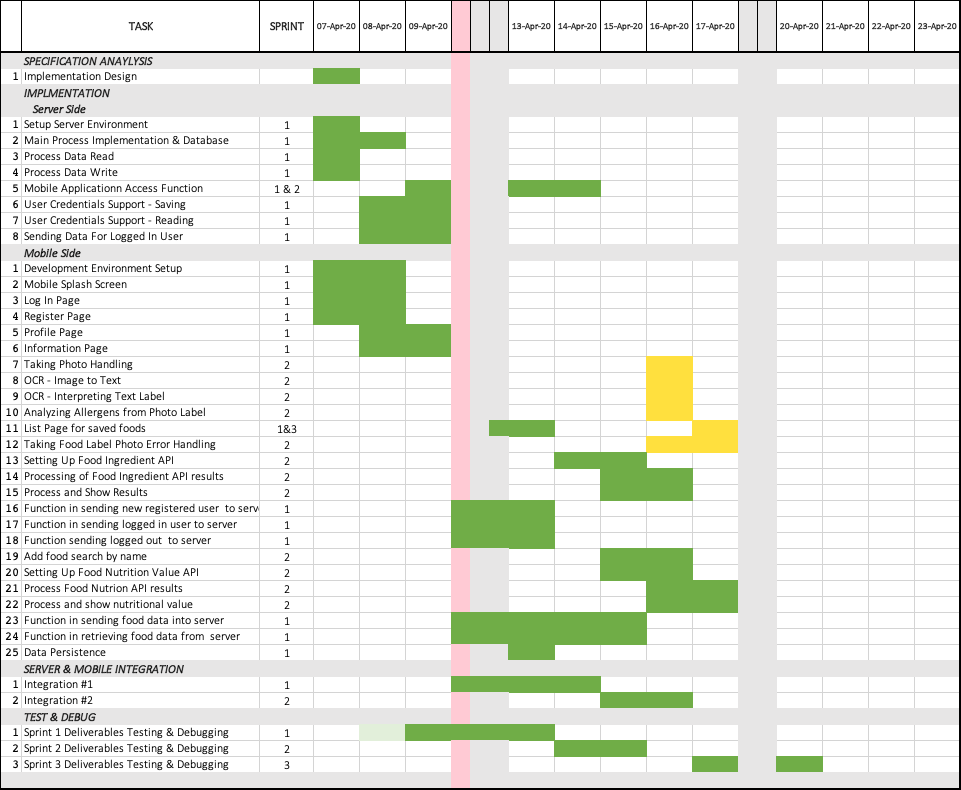 TASK SPRINT 07-Apr-20 08-Apr-20 09-Apr-20 13-Apr-20 14-Apr-20 15-Apr-20 16-Apr-20 17-Apr-20 20-Apr-20 21-Apr-20 22-Apr-20 23-Apr-20
SPECIFICATION ANAYLYSIS
1 Implementation Design
IMPLMENTATION
Server Side
1 Setup Server Environment 1
2 Main Process Implementation & Database 1
3 Process Data Read 1
4 Process Data Write 1
5 Mobile Applicationn Access Function 1 & 2
6 User Credentials Support - Saving 1
7 User Credentials Support - Reading 1
8 Sending Data For Logged In User 1
Mobile Side
1 Development Environment Setup 1
2 Mobile Splash Screen 1
3 Log In Page 1
4 Register Page 1
5 Profile Page 1
6 Information Page 1
7 Taking Photo Handling 2
8 OCR - Image to Text 2
9 OCR - Interpreting Text Label 2
10 Analyzing Allergens from Photo Label 2
11 List Page for saved foods 1&3
12 Taking Food Label Photo Error Handling 2
13 Setting Up Food Ingredient API 2
14 Processing of Food Ingredient API results 2
15 Process and Show Results 2
16 Function in sending new registered user to serv 1
17 Function in sending logged in user to server 1
18 Function sending logged out to server 1
19 Add food search by name 2
20 Setting Up Food Nutrition Value API 2
21 Process Food Nutrion API results 2
22 Process and show nutritional value 2
23 Function in sending food data into server 1
24 Function in retrieving food data from server 1
25 Data Persistence 1
SERVER & MOBILE INTEGRATION
1 Integration #1 1
2 Integration #2 2
TEST & DEBUG
1 Sprint 1 Deliverables Testing & Debugging 1
2 Sprint 2 Deliverables Testing & Debugging 2
3 Sprint 3 Deliverables Testing & Debugging 3